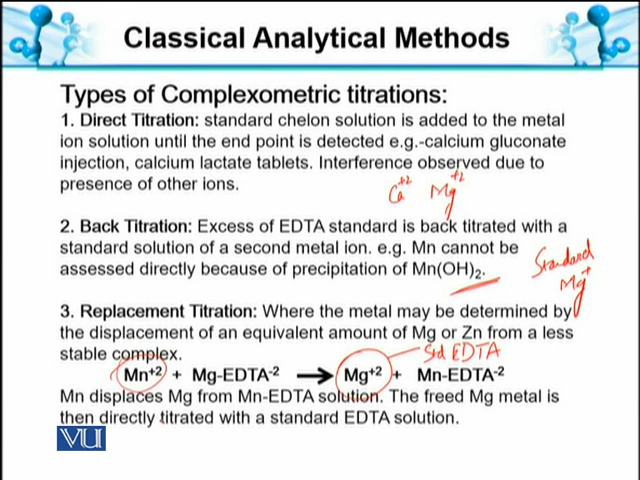 Classical Analytical Methods
Types of Complexometric titrations:
1. Direct Titration: standard chelon solution is added to the metal
ion solution until the end point is detected e.g.-calcium gluconate
injection, calcium lactate tablets. Interference observed due to
presence of other ions.
Ca+2 Mg+2
2. Back Titration: Excess of EDTA standard is back titrated with a
standard solution of a second metal ion. e.g. Mn cannot be
assessed directly because of precipitation of Mn(OH)2.
Standard
Mg+
3. Replacement Titration: Where the metal may be determined by
the displacement of an equivalent amount of Mg or Zn from a less
stable complex.
Std EDTA
Mn+2 + Mg-EDTA-2 → Mg+2 + Mn-EDTA-2
Mn displaces Mg from Mn-EDTA solution. The freed Mg metal is
then directly titrated with a standard EDTA solution.
VU